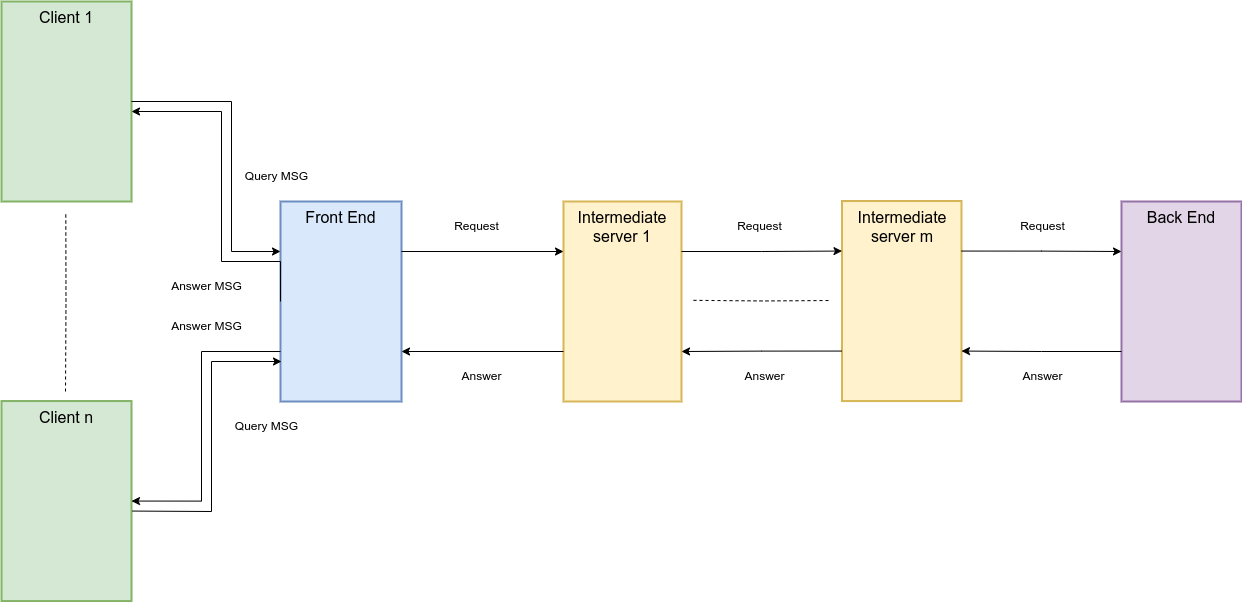 Client 1
Query MSG
Front End
Request
Intermediate
server 1
Request
Intermediate
server m
Request
Back End
Answer MSG
Answer MSG
Answer
Answer
Answer
Client n
Query MSG